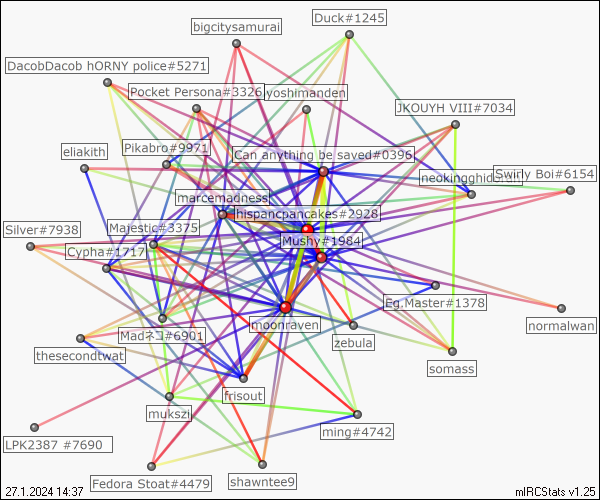 Duck#1245
bigcitysamurai
DacobDacob hORNY police#5271
Pocket Persona#3326
yoshimanden
JKOUYH VIII#7034
eliakith
Pikabro#9971
Can anything be saved#0396
Swirly Boi#6154
marcemadness
hispancpancakes#2928
Silver#7938
Majestic#3375
Mushy#1984
Cypha#1717
Eg.Master#1378
normalwan
thesecondtwat
Madネコ#6901
moonraven
zebula
somass
frisout
mukszi
ming#4742
LPK2387 #7690
Fedora Stoat#4479
shawntee9
27.1.2024 14:37
mIRCStats v1.25